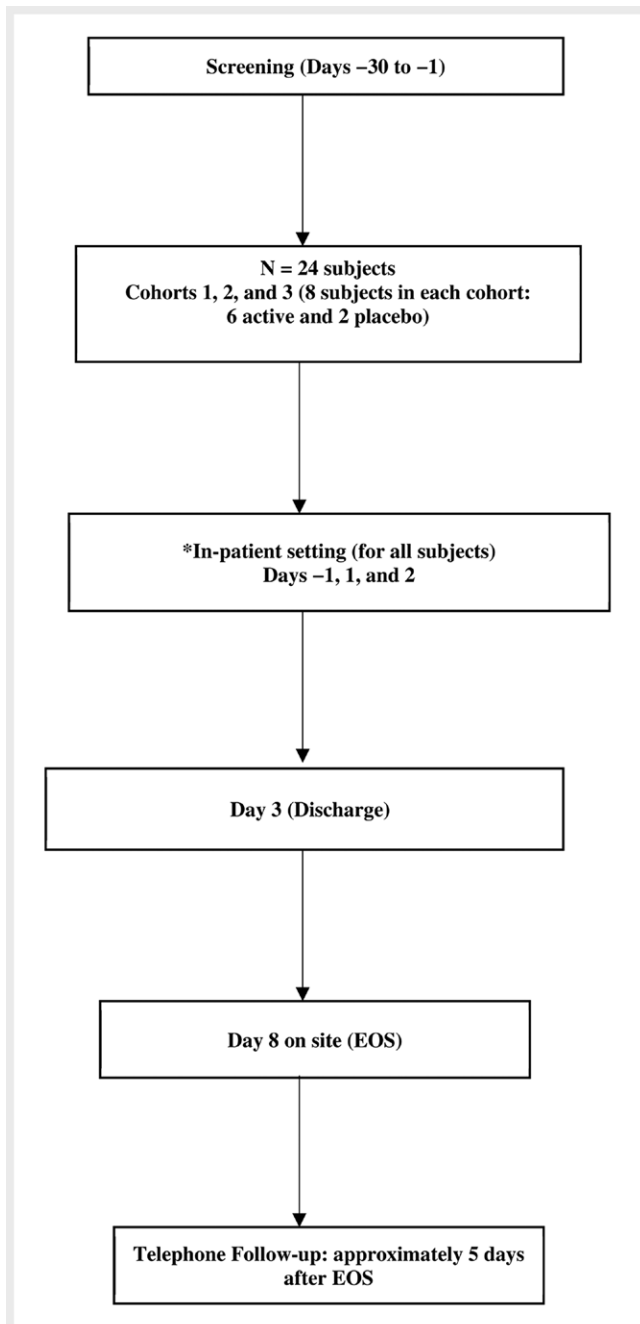 Screening (Days −30 to −1)
N = 24 subjects
Cohorts 1, 2, and 3 (8 subjects in each cohort:
6 active and 2 placebo)
*In-patient setting (for all subjects)
Days −1, 1, and 2
Day 3 (Discharge)
Day 8 on site (EOS)
Telephone Follow-up: approximately 5 days
after EOS